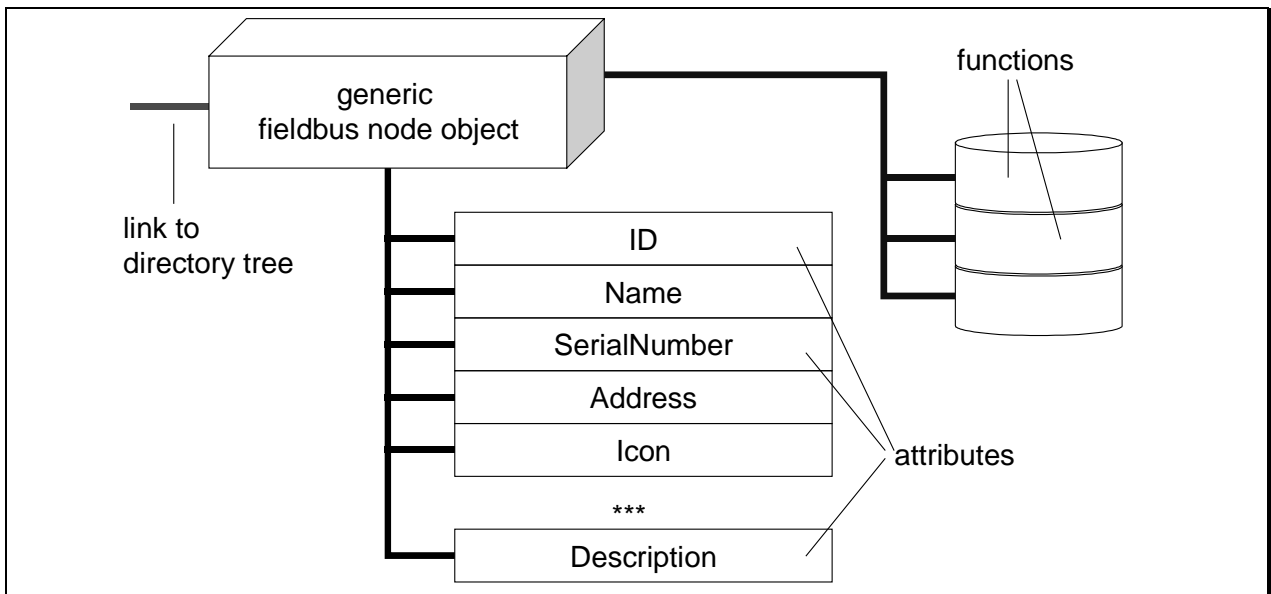 generic
fieldbus node object
functions
link to
directory tree
ID
Name
SerialNumber
Address
Icon
attributes
***
Description